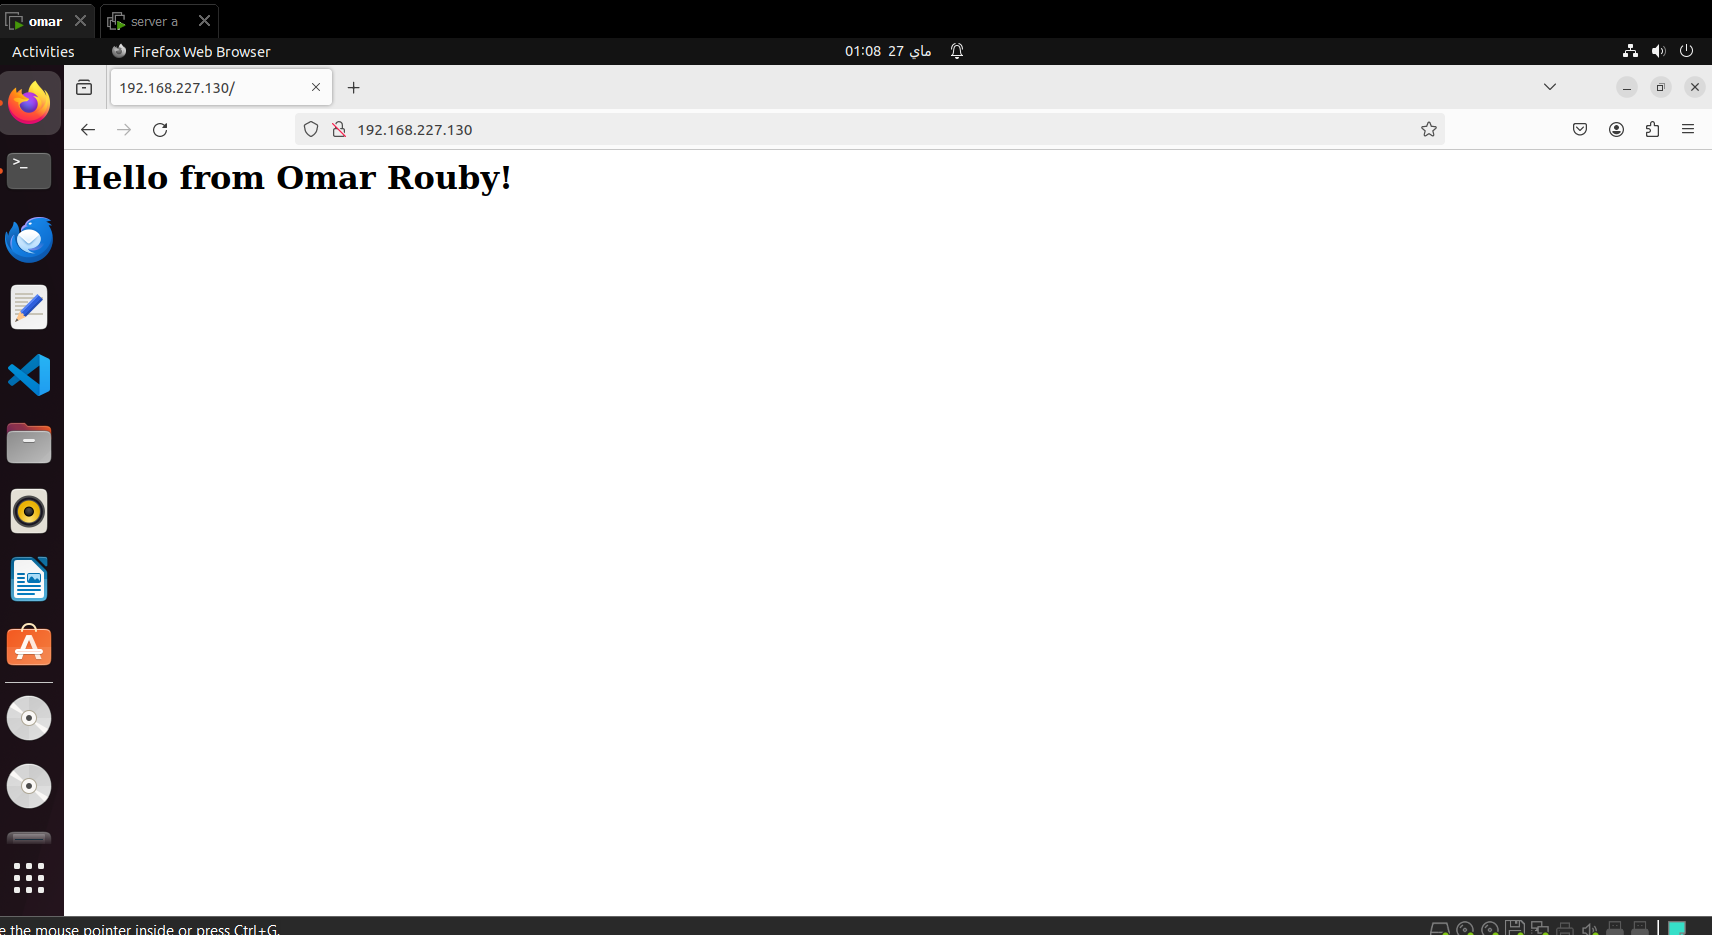 omar
server a
Activities
Firefox Web Browser
01:08 27 ماي
192.168.227.130/
192.168.227.130
Hello from Omar Rouby!
e the mouse pointer inside or press Ctrl+G.